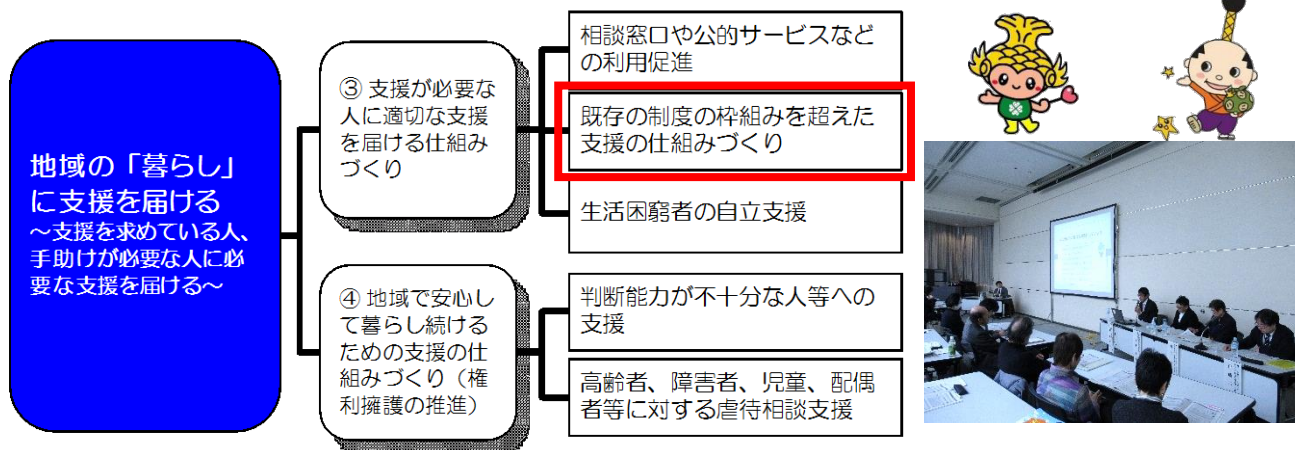 地域の「暮らし」
に支援を届ける
～支援を求めている人、
手助けが必要な人に必
要な支援を届ける～
③ 支援が必要な
人に適切な支援
を届ける仕組み
づくり
相談窓口や公的サービスなど
の利用促進
既存の制度の枠組みを超えた
支援の仕組みづくり
生活困窮者の自立支援
④ 地域で安心し
て暮らし続ける
ための支援の仕
組みづくり（権
利擁護の推進）
判断能力が不十分な人等への
支援
高齢者、障害者、児童、配偶
者等に対する虐待相談支援